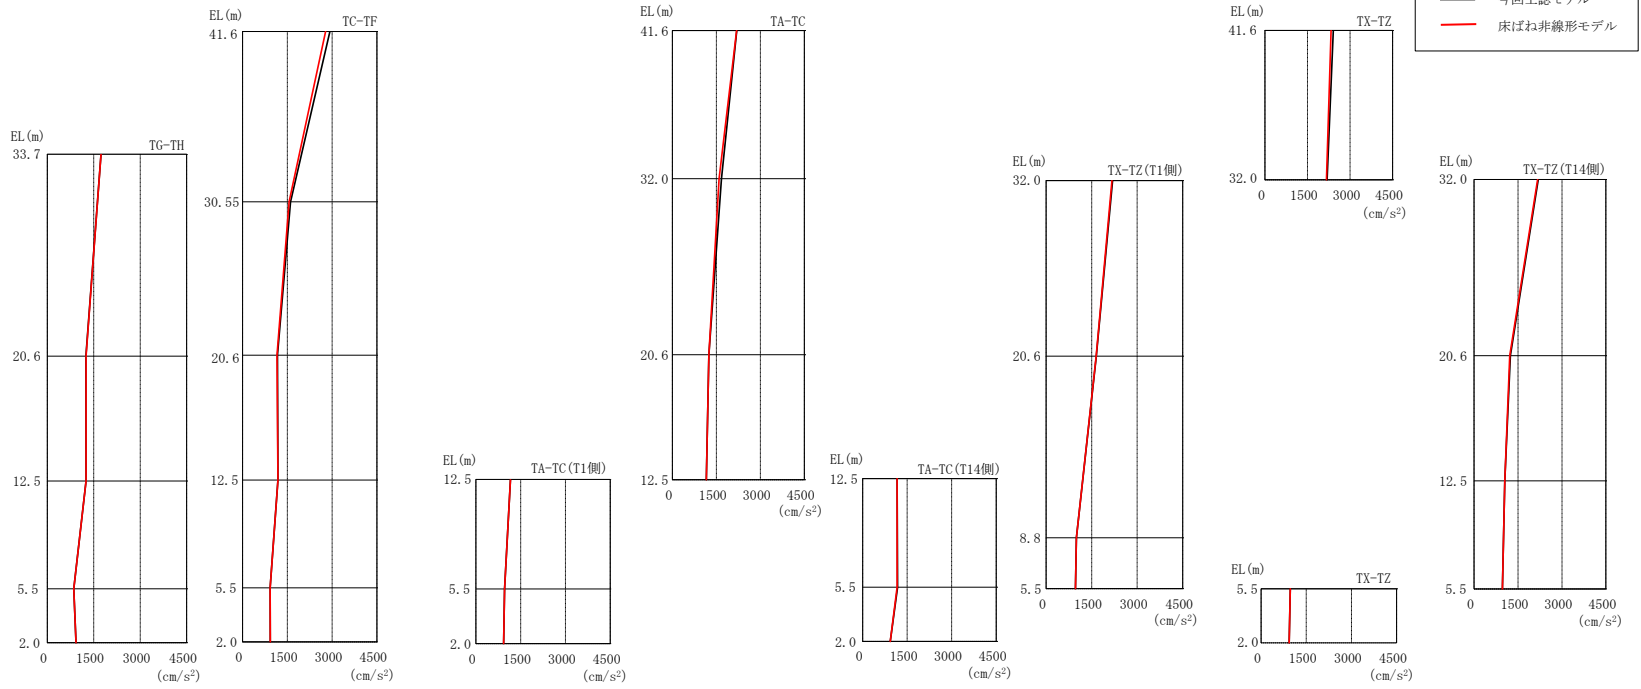 今回工認モデル
床ばね非線形モデル
EL(m)
TG-TH
33.7
20.6
12.5
5.5
2.0
0 1500 3000 4500
(cm/s²)
EL(m)
TC-TF
41.6
30.55
20.6
12.5
5.5
2.0
0 1500 3000 4500
(cm/s²)
EL(m)
TA-TC(T1側)
12.5
5.5
2.0
0 1500 3000 4500
(cm/s²)
EL(m)
TA-TC
41.6
32.0
20.6
12.5
0 1500 3000 4500
(cm/s²)
EL(m)
TA-TC(T14側)
12.5
5.5
2.0
0 1500 3000 4500
(cm/s²)
EL(m)
TX-TZ(T1側)
32.0
20.6
8.8
5.5
0 1500 3000 4500
(cm/s²)
EL(m)
TX-TZ
41.6
32.0
0 1500 3000 4500
(cm/s²)
EL(m)
TX-TZ
5.5
2.0
0 1500 3000 4500
(cm/s²)
EL(m)
TX-TZ(T14側)
32.0
20.6
12.5
5.5
0 1500 3000 4500
(cm/s²)